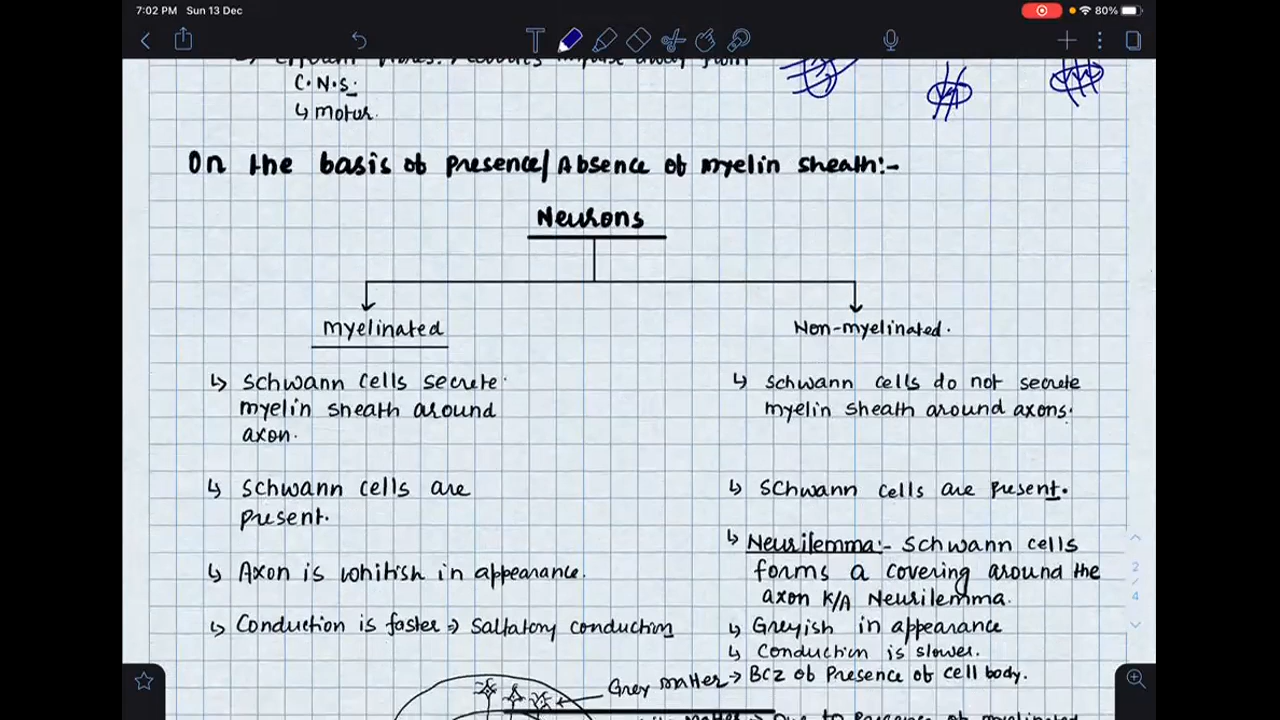 7:02 PM Sun 13 Dec
80%
C.N.S.
↳ motor.
On the basis of presence/Absence of myelin sheath:-
Neurons
Myelinated
Non-myelinated.
↳ Schwann cells secrete
myelin sheath around
axon.
↳ Schwann cells do not secrete
myelin sheath around axons.
↳ Schwann cells are
present.
↳ Schwann cells are present.
↳ Neurilemma:- Schwann cells
forms a covering around the
axon K/A Neurilemma.
↳ Axon is whitish in appearance.
↳ Conduction is faster → Saltatory conduction
↳ Greyish in appearance
↳ Conduction is slower.
Grey matter → Bcz of Presence of cell body.
2
/
4